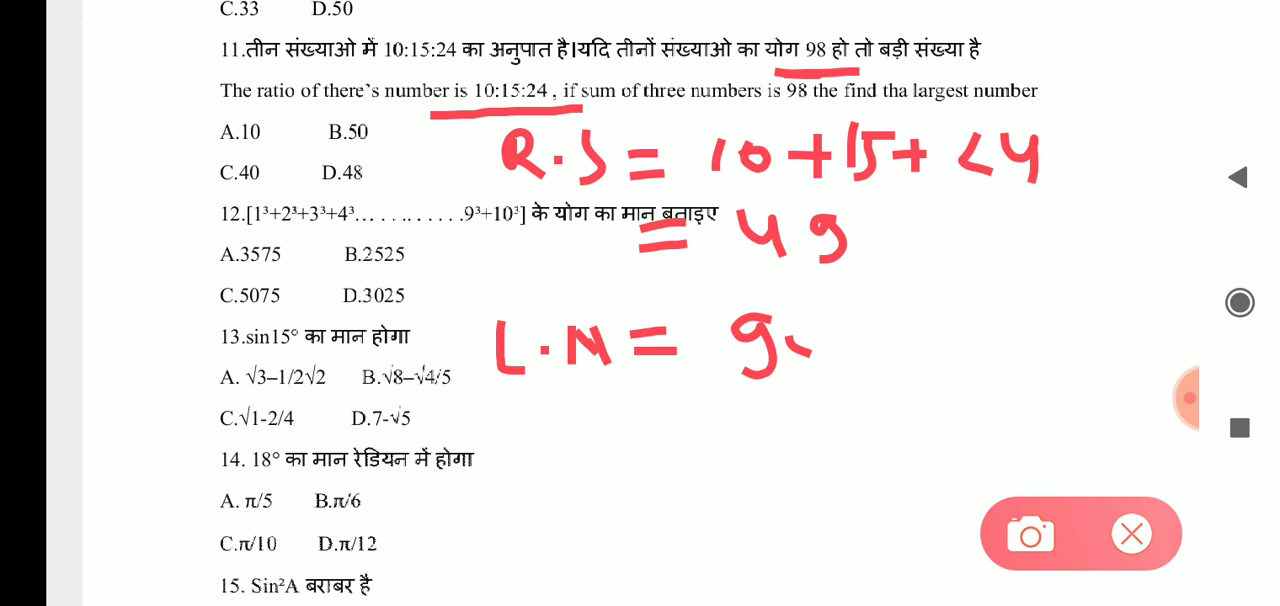 C.33 D.50
11.तीन संख्याओ में 10:15:24 का अनुपात है।यदि तीनों संख्याओ का योग 98 हो तो बड़ी संख्या है
The ratio of there's number is 10:15:24 , if sum of three numbers is 98 the find tha largest number
A.10 B.50
R.S = 10+15+24
C.40 D.48
12.[1³+2³+3³+4³... . . .. . . . . .9³+10³] के योग का मान बताइए
= 49
A.3575 B.2525
C.5075 D.3025
13.sin15° का मान होगा
L.N = 9
A. √3–1/2√2 B.√8–√4/5
C.√1-2/4 D.7-√5
14. 18° का मान रेडियन में होगा
A. π/5 B.π/6
C.π/10 D.π/12
15. Sin²A बराबर है